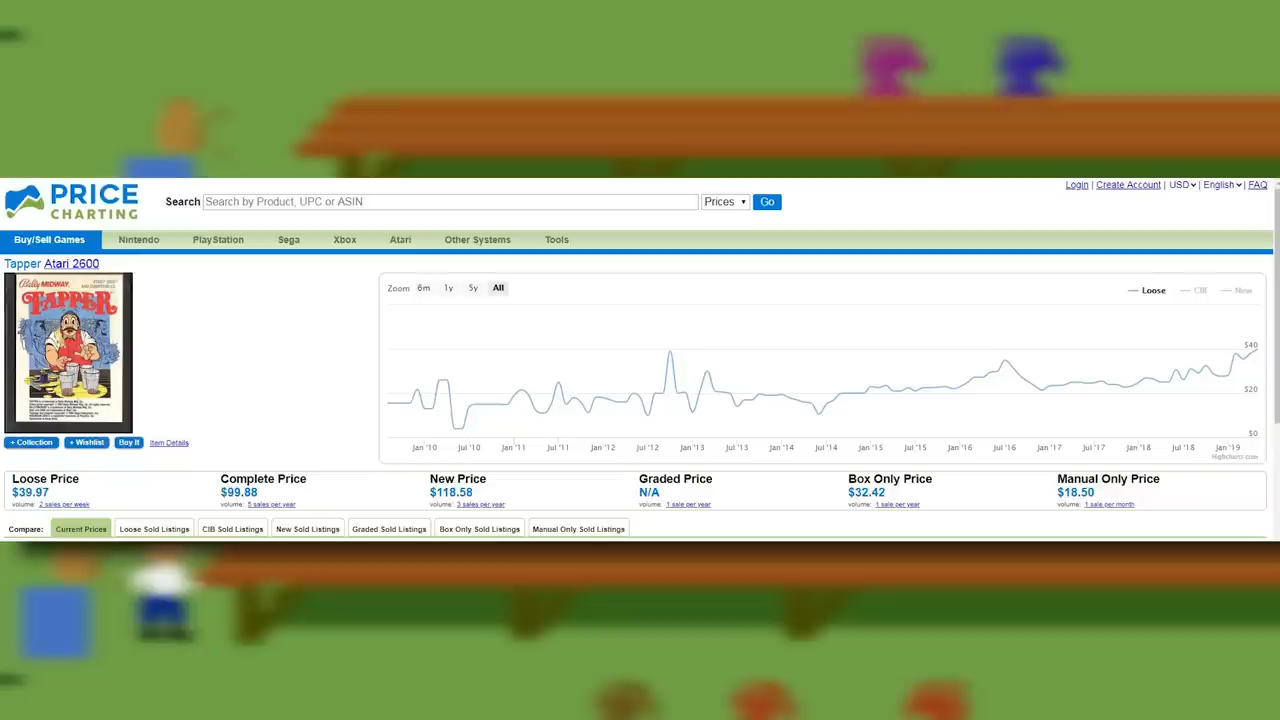 PRICE
CHARTING
Search Search by Product, UPC or ASIN Prices Go
Login | Create Account | USD | English | FAQ
Buy/Sell Games Nintendo PlayStation Sega Xbox Atari Other Systems Tools
Tapper Atari 2600
Bally MIDWAY
TAPPER
Zoom 6m 1y 5y All
Loose CIB New
$40
$20
$0
Jan '10 Jul '10 Jan '11 Jul '11 Jan '12 Jul '12 Jan '13 Jul '13 Jan '14 Jul '14 Jan '15 Jul '15 Jan '16 Jul '16 Jan '17 Jul '17 Jan '18 Jul '18 Jan '19
Highcharts.com
+ Collection + Wishlist Buy It Item Details
Loose Price Complete Price New Price Graded Price Box Only Price Manual Only Price
$39.97 $99.88 $118.58 N/A $32.42 $18.50
volume: 2 sales per week volume: 5 sales per year volume: 3 sales per year volume: 1 sale per year volume: 1 sale per year volume: 1 sale per month
Compare: Current Prices Loose Sold Listings CIB Sold Listings New Sold Listings Graded Sold Listings Box Only Sold Listings Manual Only Sold Listings